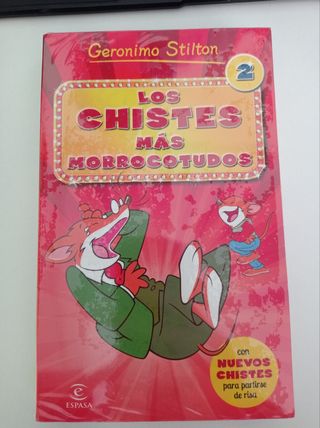 Geronimo Stilton
2
LOS
CHISTES
MÁS
MORROCOTUDOS
con
NUEVOS
CHISTES
para partirse
de risa
e
ESPASA